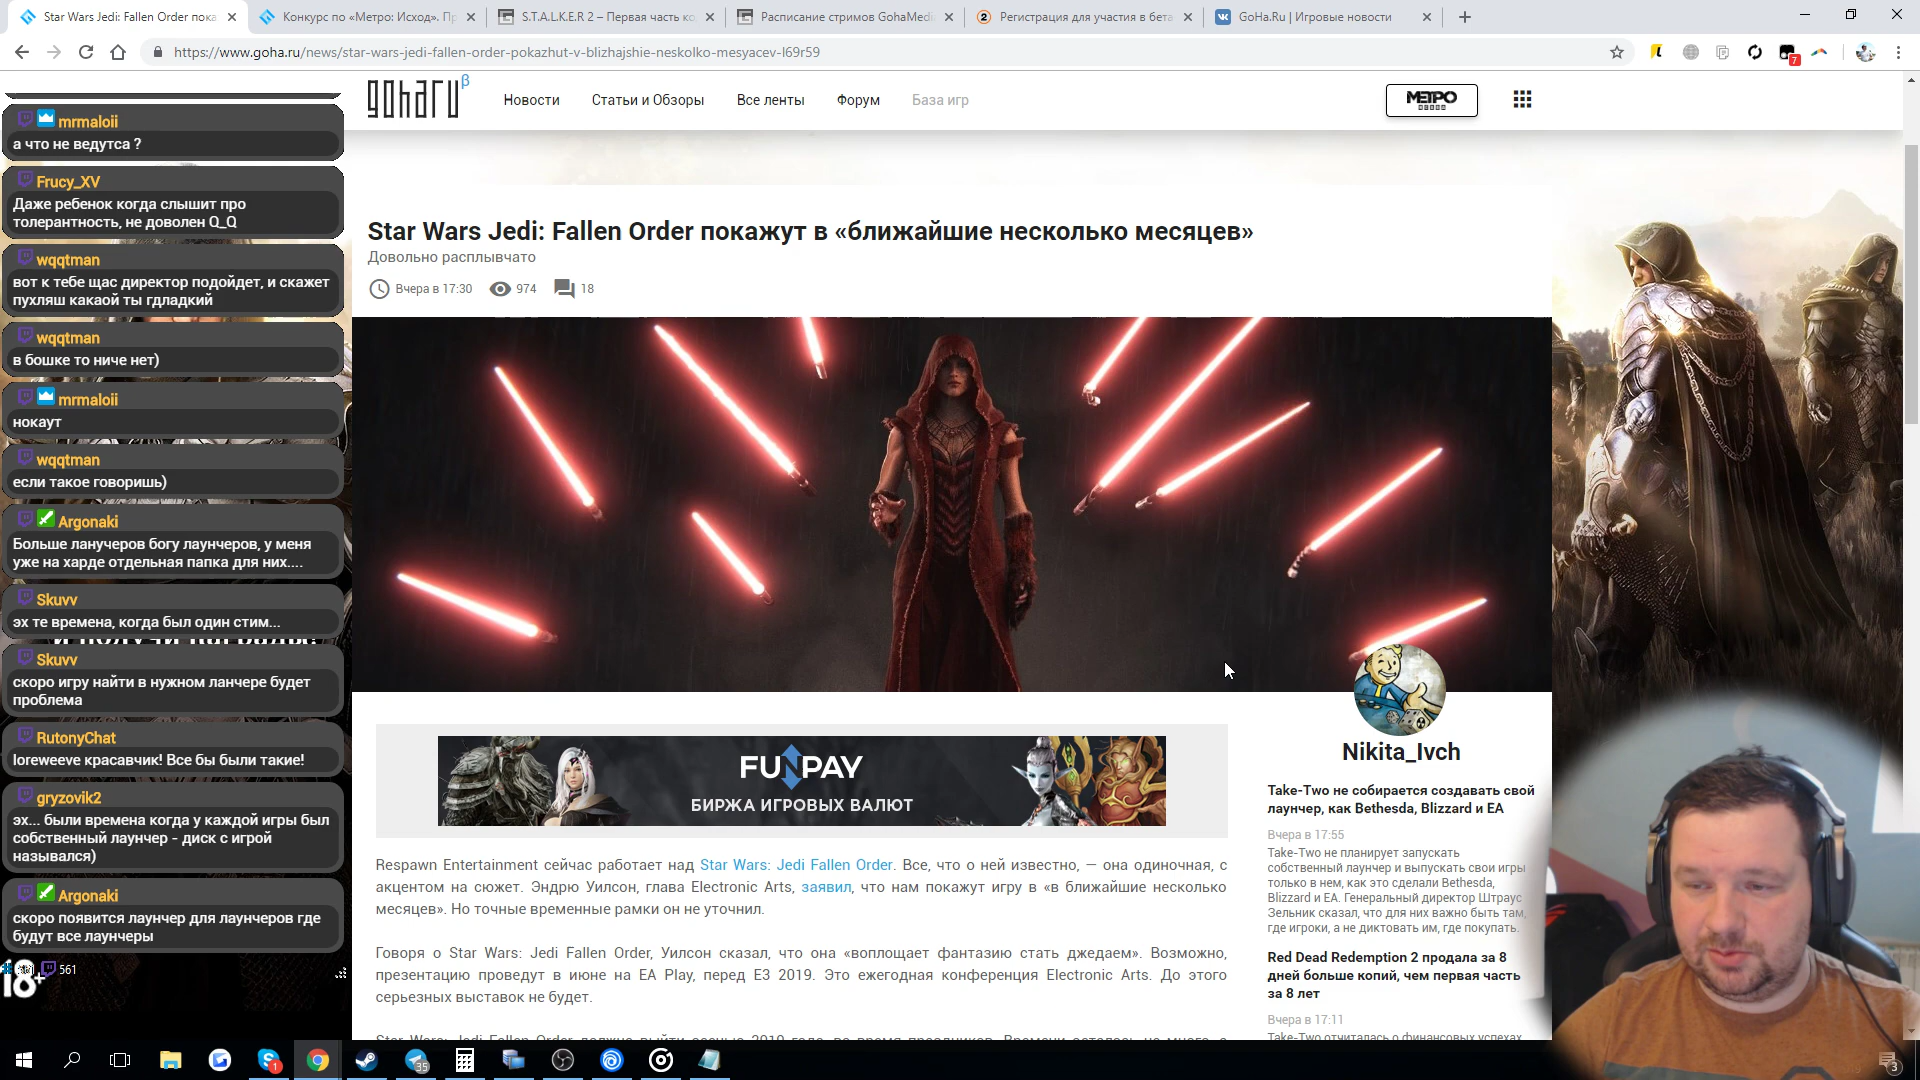 Star Wars Jedi: Fallen Order пока
Конкурс по «Метро: Исход». Пр
S.T.A.L.K.E.R 2 – Первая часть ко
Расписание стримов GohaMedi
Регистрация для участия в бета
GoHa.Ru | Игровые новости
https://www.goha.ru/news/star-wars-jedi-fallen-order-pokazhut-v-blizhajshie-neskolko-mesyacev-l69r59
7
goharu β
Новости
Статьи и Обзоры
Все ленты
Форум
База игр
МЕТРО
mrmaloii
а что не ведутса ?
Frucy_XV
Даже ребенок когда слышит про
толерантность, не доволен Q_Q
wqqtman
вот к тебе щас директор подойдет, и скажет
пухляш какаой ты гдладкий
wqqtman
в бошке то ниче нет)
mrmaloii
нокаут
wqqtman
если такое говоришь)
Argonaki
Больше ланучеров богу лаунчеров, у меня
уже на харде отдельная папка для них....
Skuvv
эх те времена, когда был один стим...
Skuvv
скоро игру найти в нужном ланчере будет
проблема
RutonyChat
loreweeve красавчик! Все бы были такие!
gryzovik2
эх... были времена когда у каждой игры был
собственный лаунчер - диск с игрой
назывался)
Argonaki
скоро появится лаунчер для лаунчеров где
будут все лаунчеры
18+
561
Star Wars Jedi: Fallen Order покажут в «ближайшие несколько месяцев»
Довольно расплывчато
Вчера в 17:30
974
18
FUNPAY
БИРЖА ИГРОВЫХ ВАЛЮТ
Respawn Entertainment сейчас работает над Star Wars: Jedi Fallen Order. Все, что о ней известно, — она одиночная, с
акцентом на сюжет. Эндрю Уилсон, глава Electronic Arts, заявил, что нам покажут игру в «в ближайшие несколько
месяцев». Но точные временные рамки он не уточнил.
Говоря о Star Wars: Jedi Fallen Order, Уилсон сказал, что она «воплощает фантазию стать джедаем». Возможно,
презентацию проведут в июне на EA Play, перед E3 2019. Это ежегодная конференция Electronic Arts. До этого
серьезных выставок не будет.
Nikita_Ivch
Take-Two не собирается создавать свой
лаунчер, как Bethesda, Blizzard и EA
Вчера в 17:55
Take-Two не планирует запускать
собственный лаунчер и выпускать свои игры
только в нем, как это сделали Bethesda,
Blizzard и EA. Генеральный директор Штраус
Зельник сказал, что для них важно быть там,
где игроки, а не диктовать им, где покупать.
Red Dead Redemption 2 продала за 8
дней больше копий, чем первая часть
за 8 лет
Вчера в 17:11
Take-Two отчиталась о финансовых успехах
1
35
3